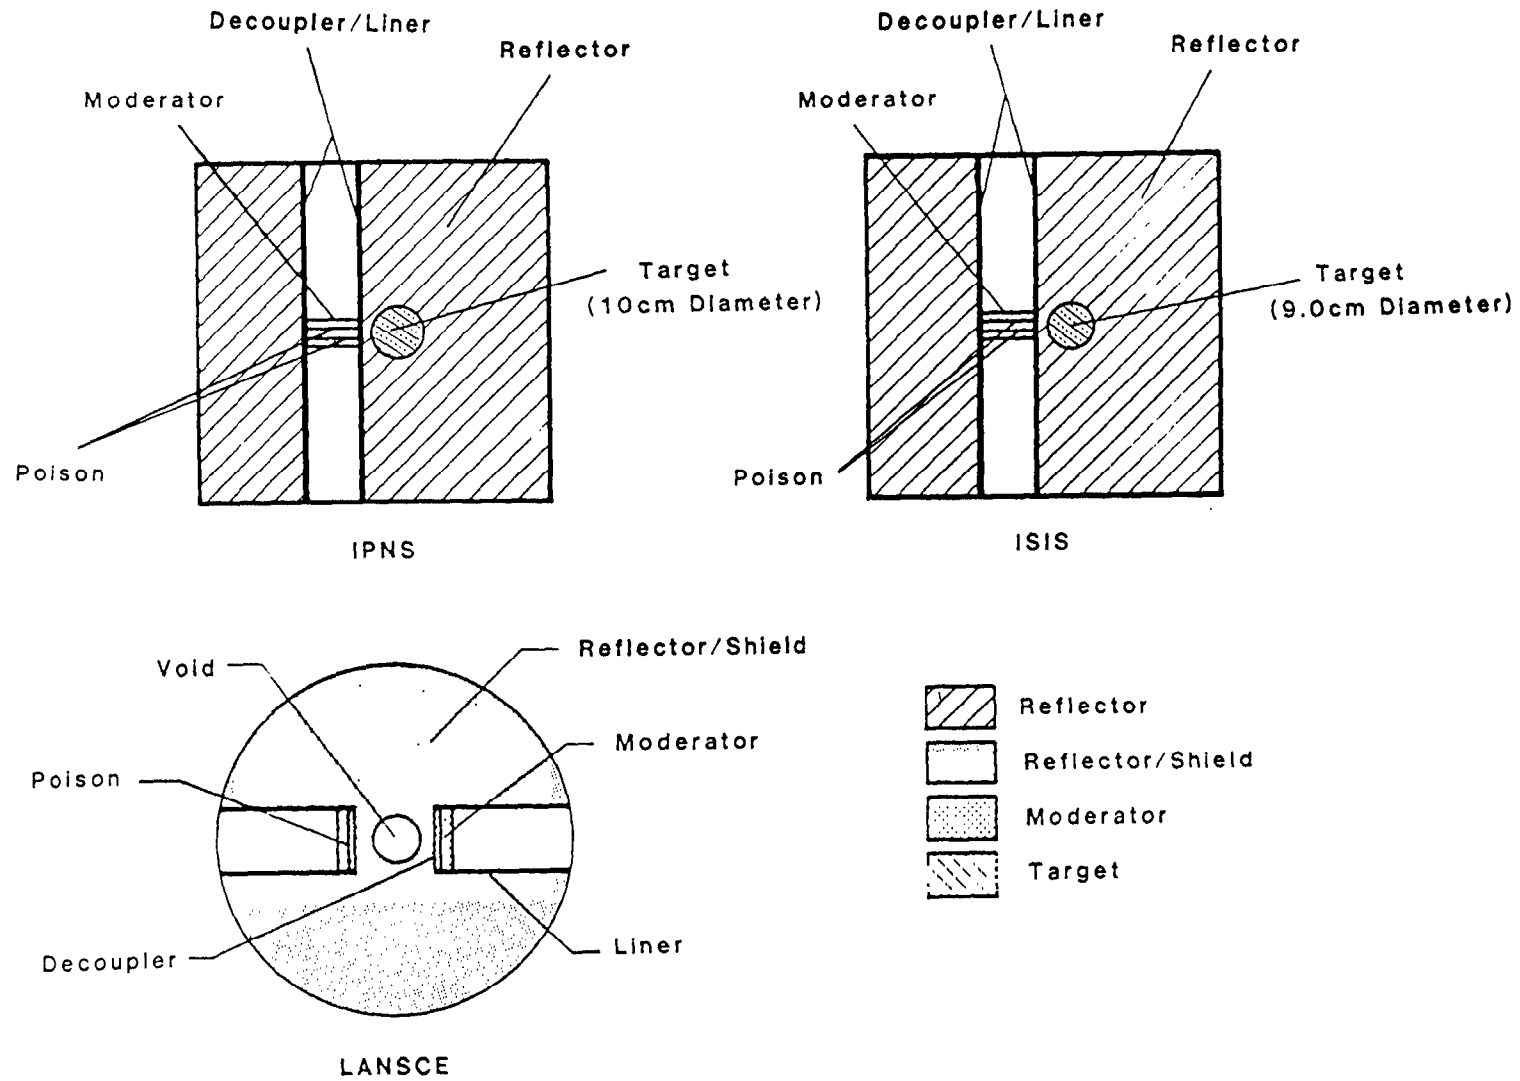 Decoupler/Liner
Reflector
Moderator
Target
(10cm Diameter)
Poison
IPNS
Decoupler/Liner
Reflector
Moderator
Target
(9.0cm Diameter)
Poison
ISIS
Void
Reflector/Shield
Moderator
Poison
Decoupler
Liner
LANSCE
Reflector
Reflector/Shield
Moderator
Target